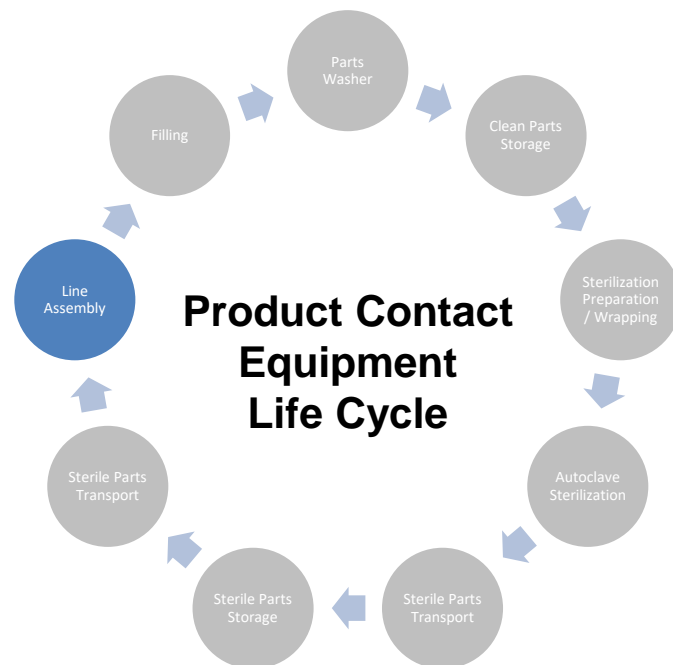 Parts
Washer
Clean Parts
Storage
Sterilization
Preparation
/ Wrapping
Autoclave
Sterilization
Sterile Parts
Transport
Sterile Parts
Storage
Sterile Parts
Transport
Line
Assembly
Filling
Product Contact
Equipment
Life Cycle